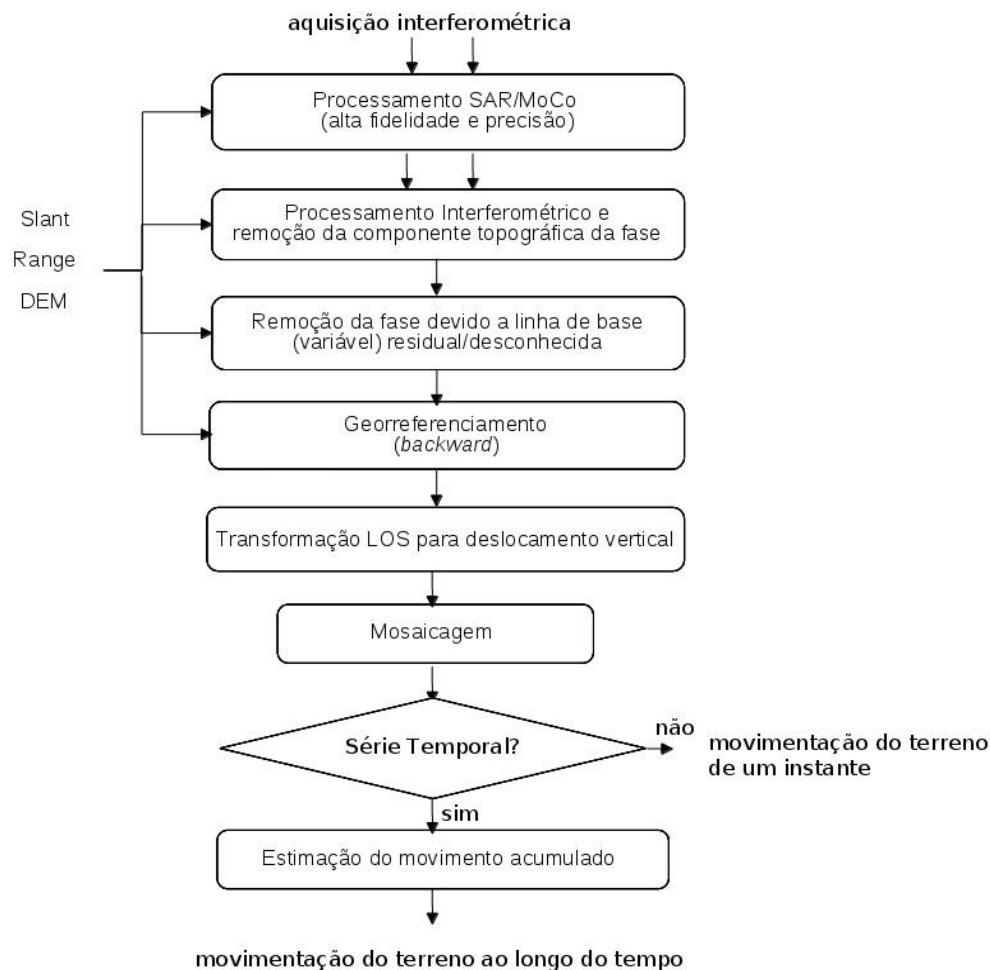 aquisição interferométrica
Processamento SAR/MoCo
(alta fidelidade e precisão)
Processamento Interferométrico e
remoção da componente topográfica da fase
Slant
Range
DEM
Remoção da fase devido a linha de base
(variável) residual/desconhecida
Georreferenciamento
(backward)
Transformação LOS para deslocamento vertical
Mosaicagem
Série Temporal?
não
movimentação do terreno
de um instante
sim
Estimação do movimento acumulado
movimentação do terreno ao longo do tempo